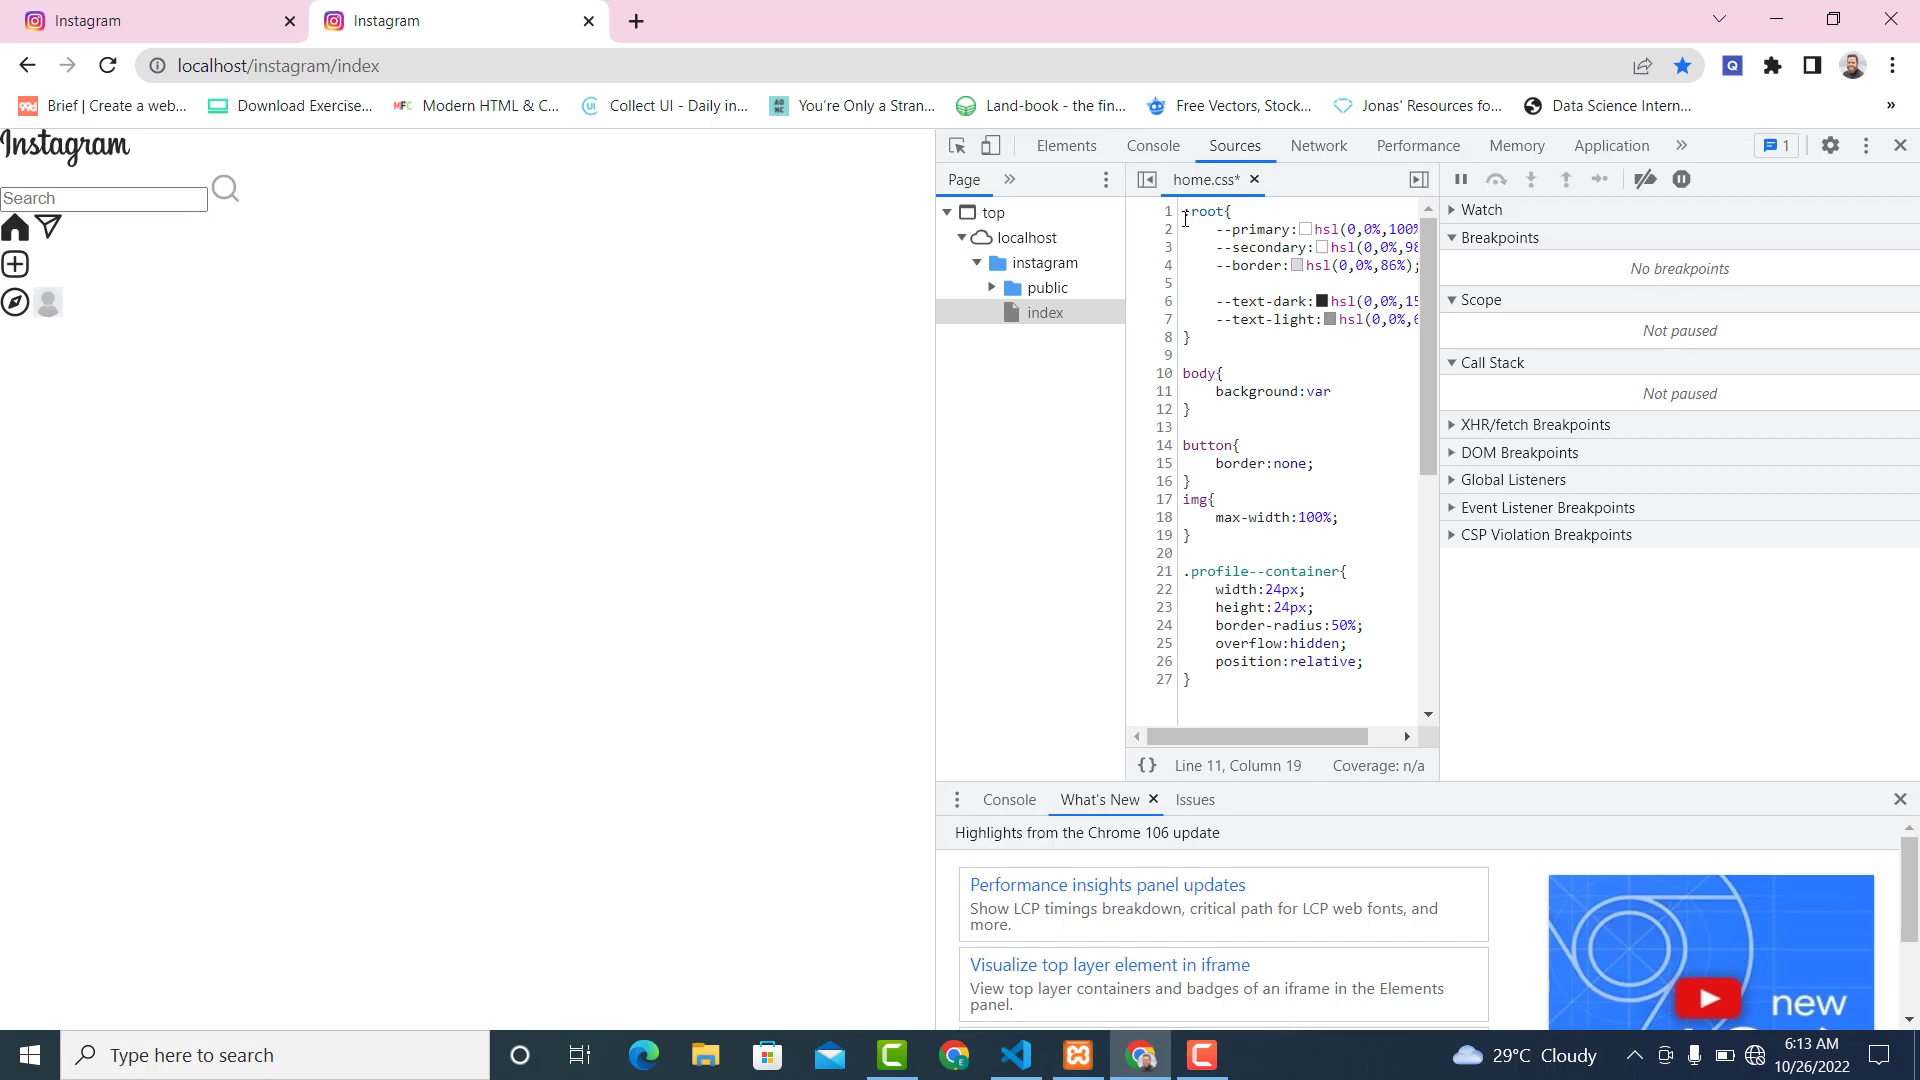 Instagram
Instagram
localhost/instagram/index
Brief | Create a web...
Download Exercise...
MFC
Modern HTML & C...
Collect UI - Daily in...
You're Only a Stran...
Land-book - the fin...
Free Vectors, Stock...
Jonas' Resources fo...
Data Science Intern...
»
Instagram
Search
Elements
Console
Sources
Network
Performance
Memory
Application
»
1
Page
»
home.css*
top
localhost
instagram
public
index
1 :root{
2 --primary: hsl(0,0%,100%
3 --secondary: hsl(0,0%,98
4 --border: hsl(0,0%,86%);
5
6 --text-dark: hsl(0,0%,15
7 --text-light: hsl(0,0%,6
8 }
9
10 body{
11 background:var
12 }
13
14 button{
15 border:none;
16 }
17 img{
18 max-width:100%;
19 }
20
21 .profile--container{
22 width:24px;
23 height:24px;
24 border-radius:50%;
25 overflow:hidden;
26 position:relative;
27 }
{} Line 11, Column 19 Coverage: n/a
Watch
Breakpoints
No breakpoints
Scope
Not paused
Call Stack
Not paused
XHR/fetch Breakpoints
DOM Breakpoints
Global Listeners
Event Listener Breakpoints
CSP Violation Breakpoints
Console
What's New
Issues
Highlights from the Chrome 106 update
Performance insights panel updates
Show LCP timings breakdown, critical path for LCP web fonts, and
more.
Visualize top layer element in iframe
View top layer containers and badges of an iframe in the Elements
panel.
new
Type here to search
29°C Cloudy
6:13 AM
10/26/2022